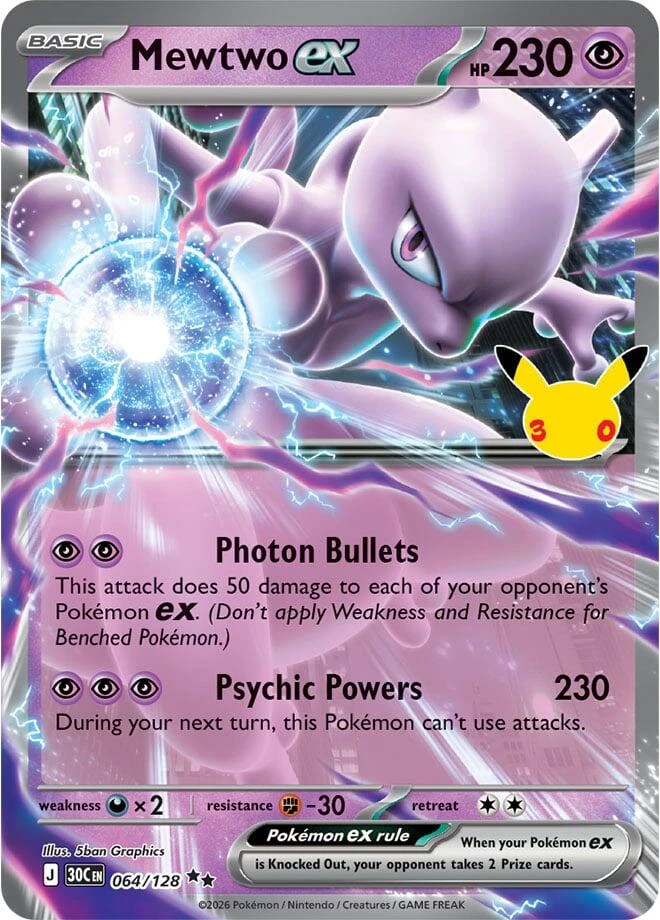 BASIC
Mewtwo ex
HP 230
30
Photon Bullets
This attack does 50 damage to each of your opponent's
Pokémon ex. (Don't apply Weakness and Resistance for
Benched Pokémon.)
Psychic Powers 230
During your next turn, this Pokémon can't use attacks.
weakness ×2 resistance -30 retreat
Illus. 5ban Graphics
Pokémon ex rule When your Pokémon ex
is Knocked Out, your opponent takes 2 Prize cards.
J 30C EN 064/128
©2026 Pokémon / Nintendo / Creatures / GAME FREAK